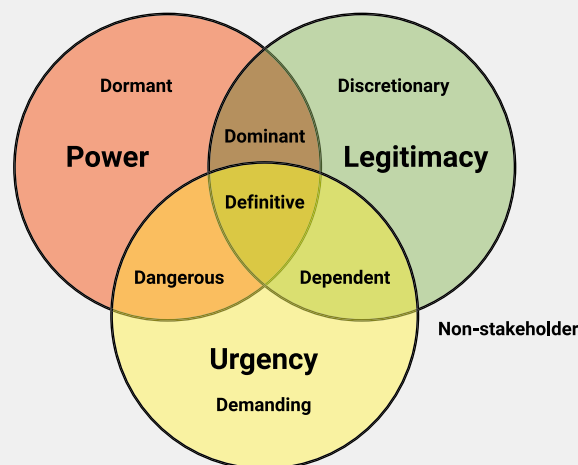 Dormant
Discretionary
Dominant
Power
Legitimacy
Definitive
Dangerous
Dependent
Non-stakeholder
Urgency
Demanding